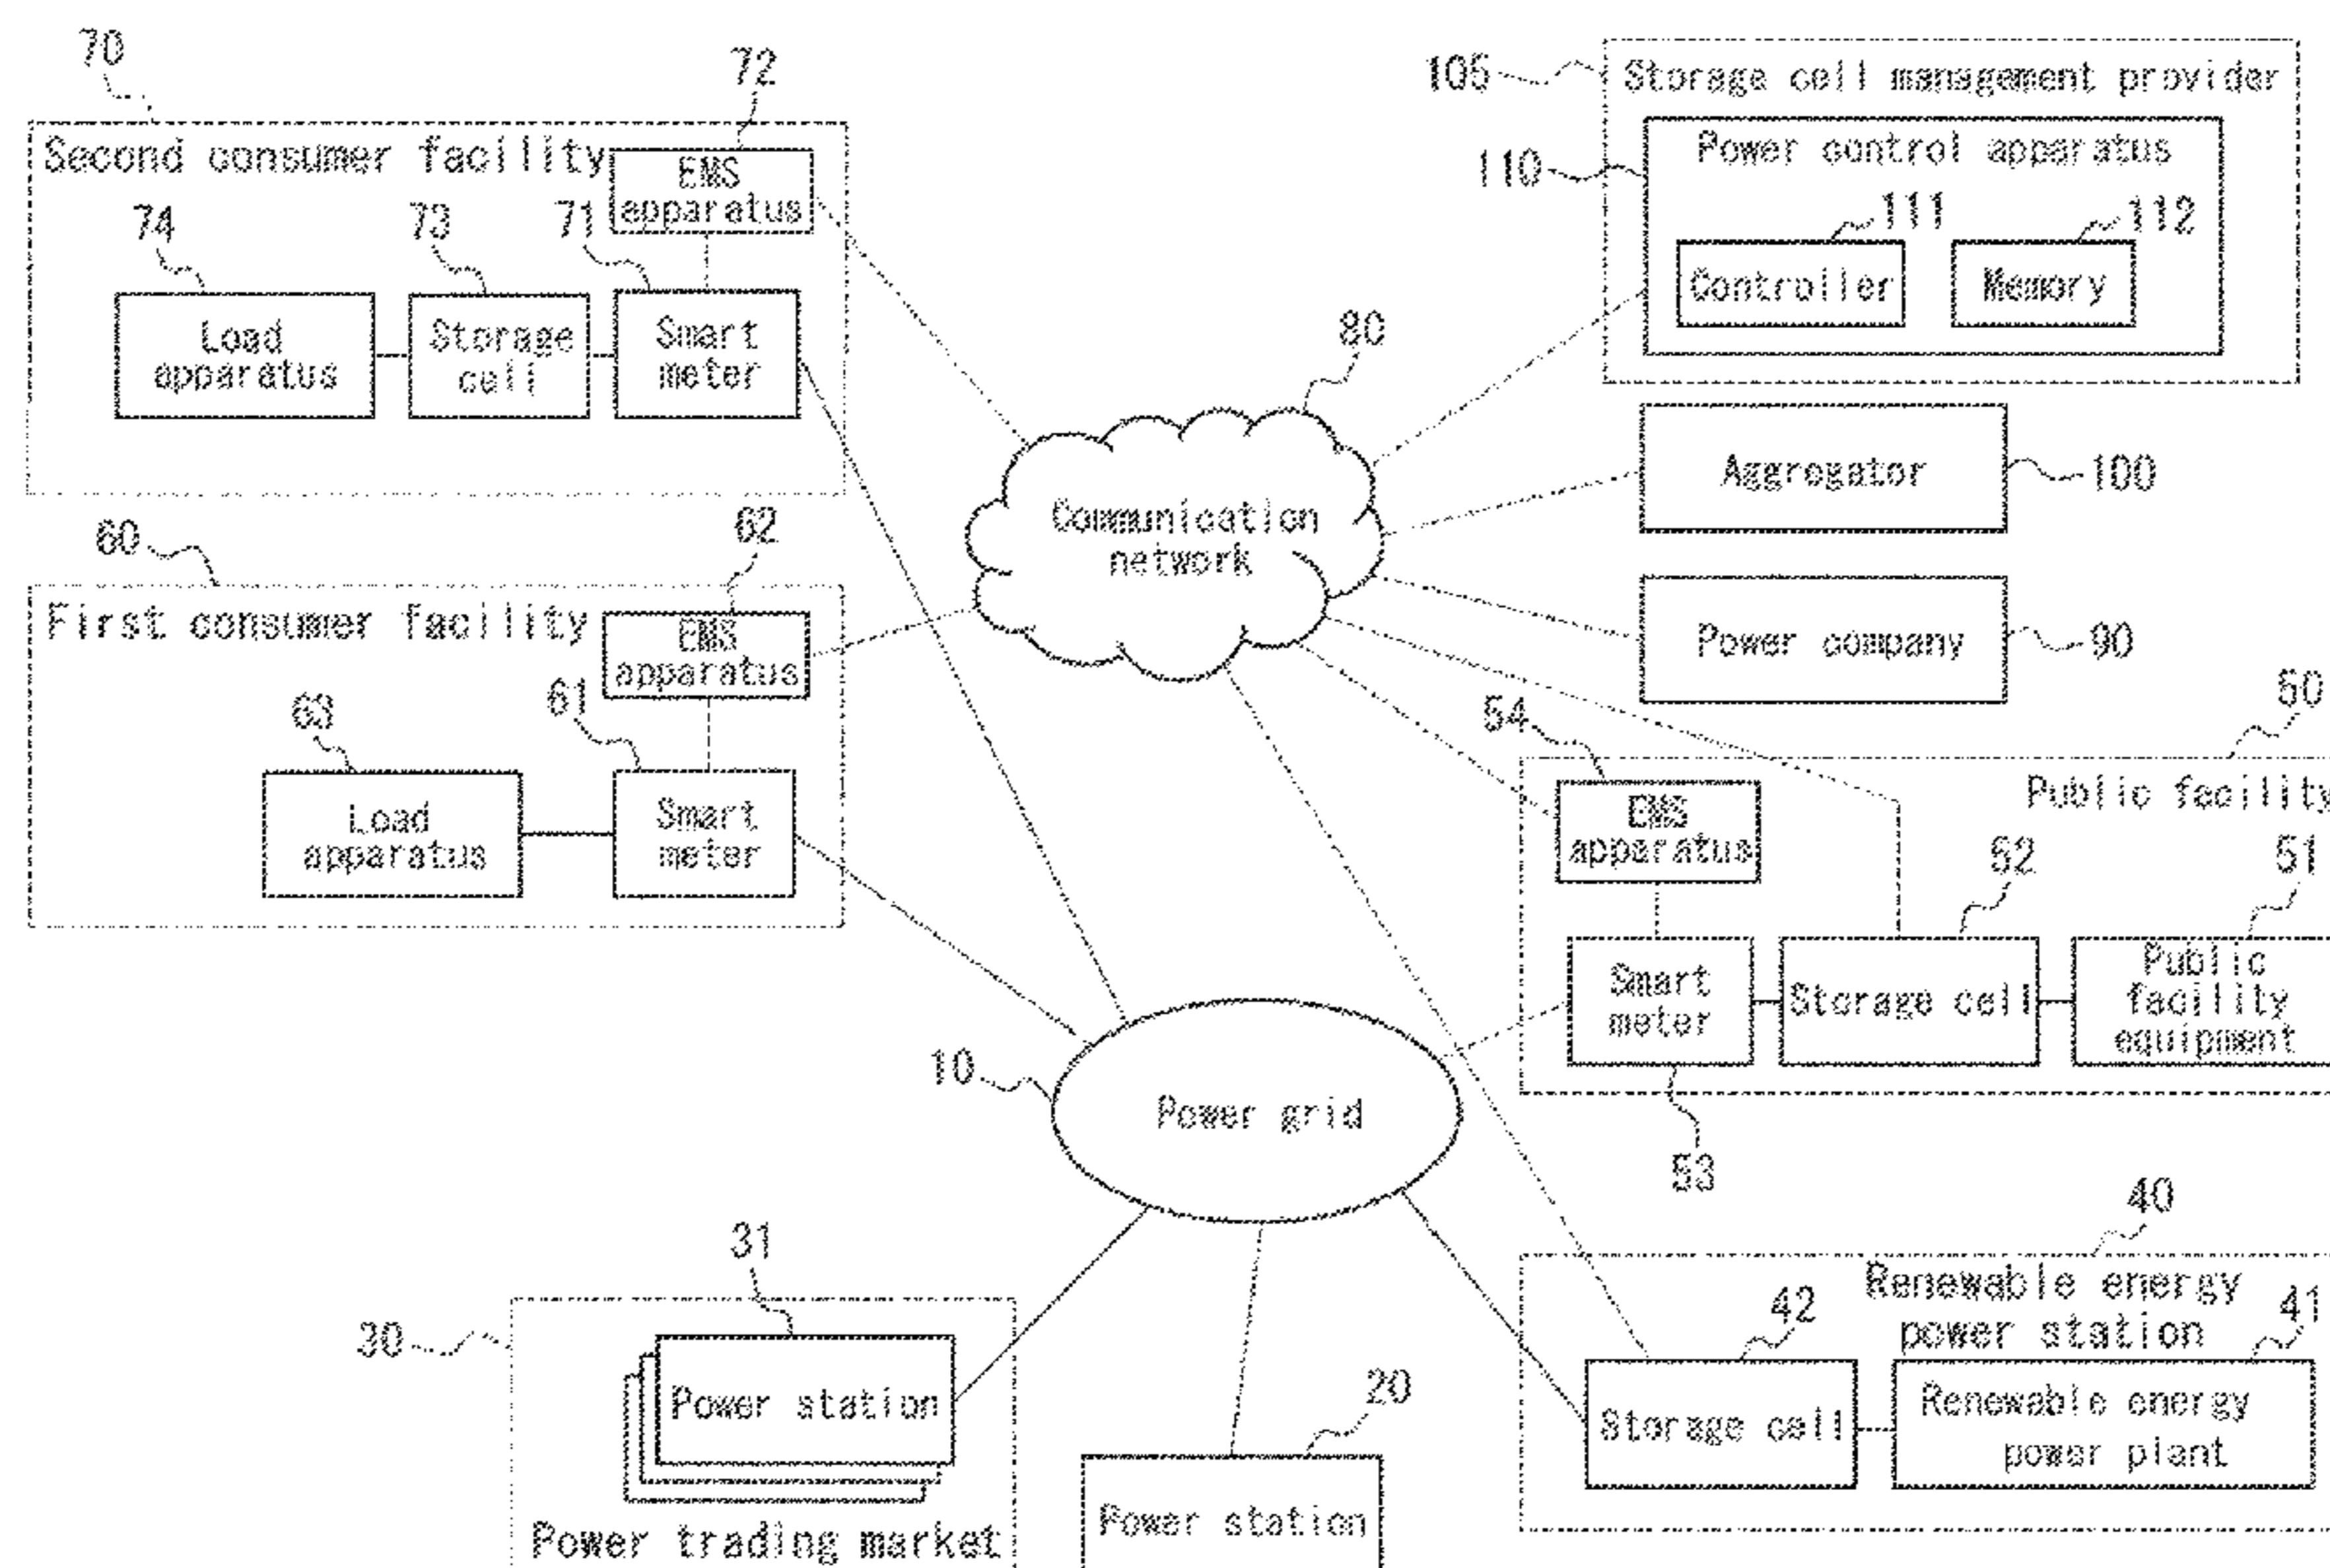 70
72
105
Storage cell management provider
Second consumer facility
EMS
apparatus
110
Power control apparatus
74
73
71
111
112
Load
apparatus
Storage
cell
Smart
meter
Controller
Memory
80
Communication
network
Aggregator
100
60
62
First consumer facility
EMS
apparatus
Power company
90
63
61
54
50
Load
apparatus
Smart
meter
Public facility
EMS
apparatus
52
51
Smart
meter
Storage cell
Public
facility
equipment
10
Power grid
53
40
31
Renewable energy
power station
42
41
30
Power station
20
Storage cell
Renewable energy
power plant
Power trading market
Power station